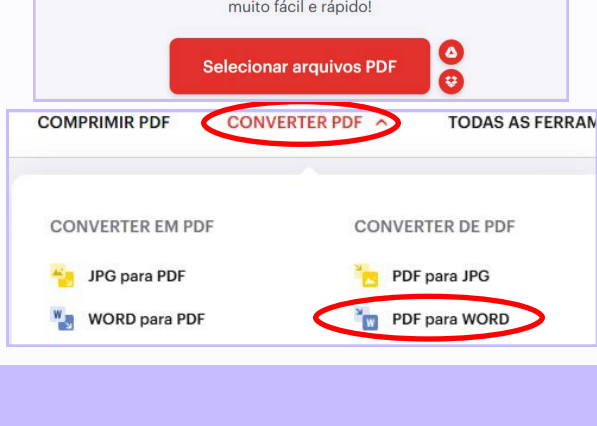 muito fácil e rápido!
Selecionar arquivos PDF
COMPRIMIR PDF CONVERTER PDF TODAS AS FERRAM
CONVERTER EM PDF CONVERTER DE PDF
JPG para PDF PDF para JPG
W WORD para PDF W PDF para WORD